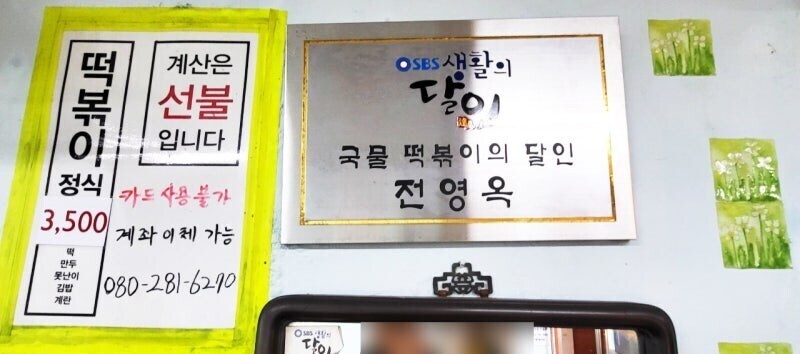 떡볶이
정식
3,500
떡
만두
못난이
김밥
계란
계산은
선불
입니다
카드 사용 불가
계좌이체 가능
080-281-6290
SBS 생활의
달인
국물 떡볶이의 달인
전영옥
SBS 생활의
달인